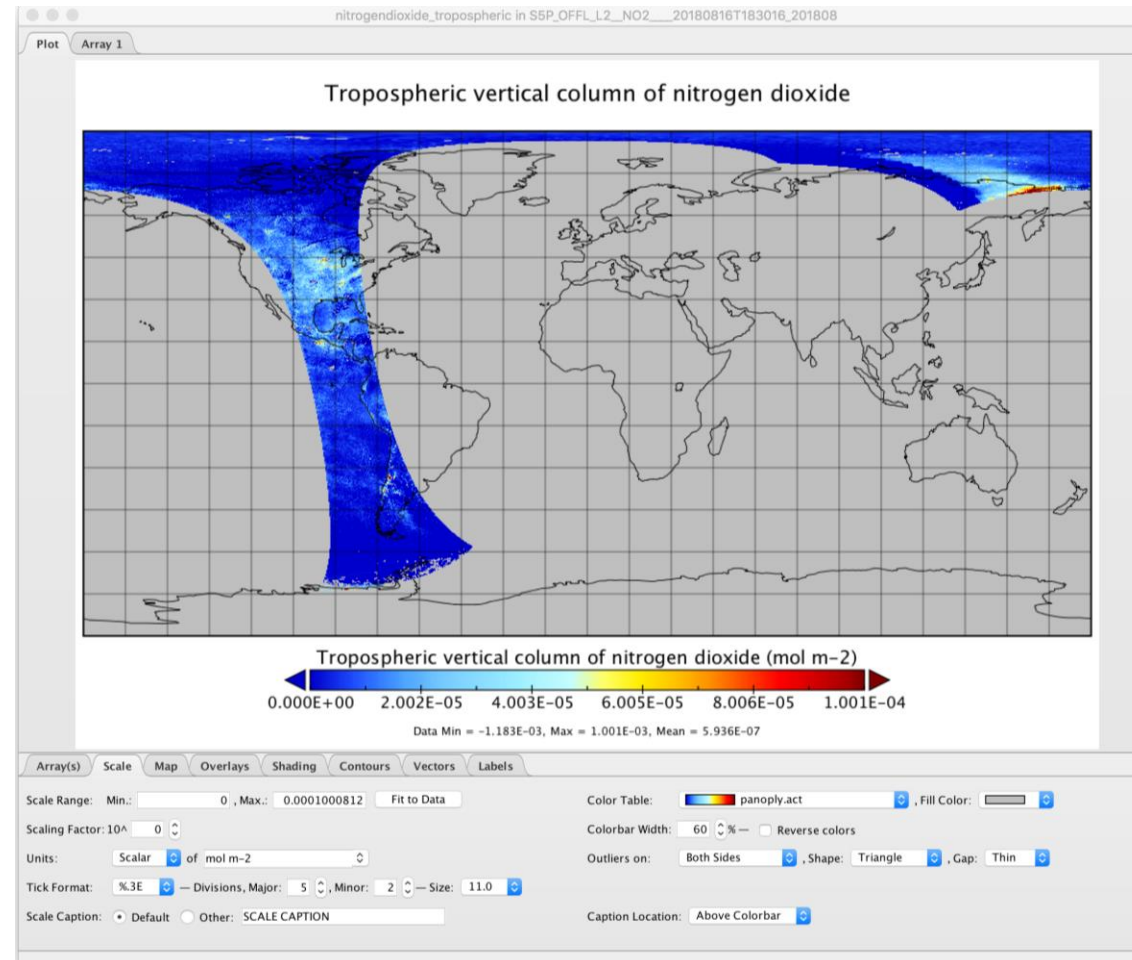 nitrogendioxide_tropospheric in S5P_OFFL_L2__NO2____20180816T183016_201808
Plot Array 1
Tropospheric vertical column of nitrogen dioxide
Tropospheric vertical column of nitrogen dioxide (mol m−2)
0.000E+00 2.002E-05 4.003E-05 6.005E-05 8.006E-05 1.001E-04
Data Min = -1.183E-03, Max = 1.001E-03, Mean = 5.936E-07
Array(s) Scale Map Overlays Shading Contours Vectors Labels
Scale Range: Min.: 0 , Max.: 0.0001000812 Fit to Data Color Table: panoply.act , Fill Color:
Scaling Factor: 10^ 0 Colorbar Width: 60 % — Reverse colors
Units: Scalar of mol m-2 Outliers on: Both Sides , Shape: Triangle , Gap: Thin
Tick Format: %.3E — Divisions, Major: 5 , Minor: 2 — Size: 11.0
Scale Caption: Default Other: SCALE CAPTION Caption Location: Above Colorbar